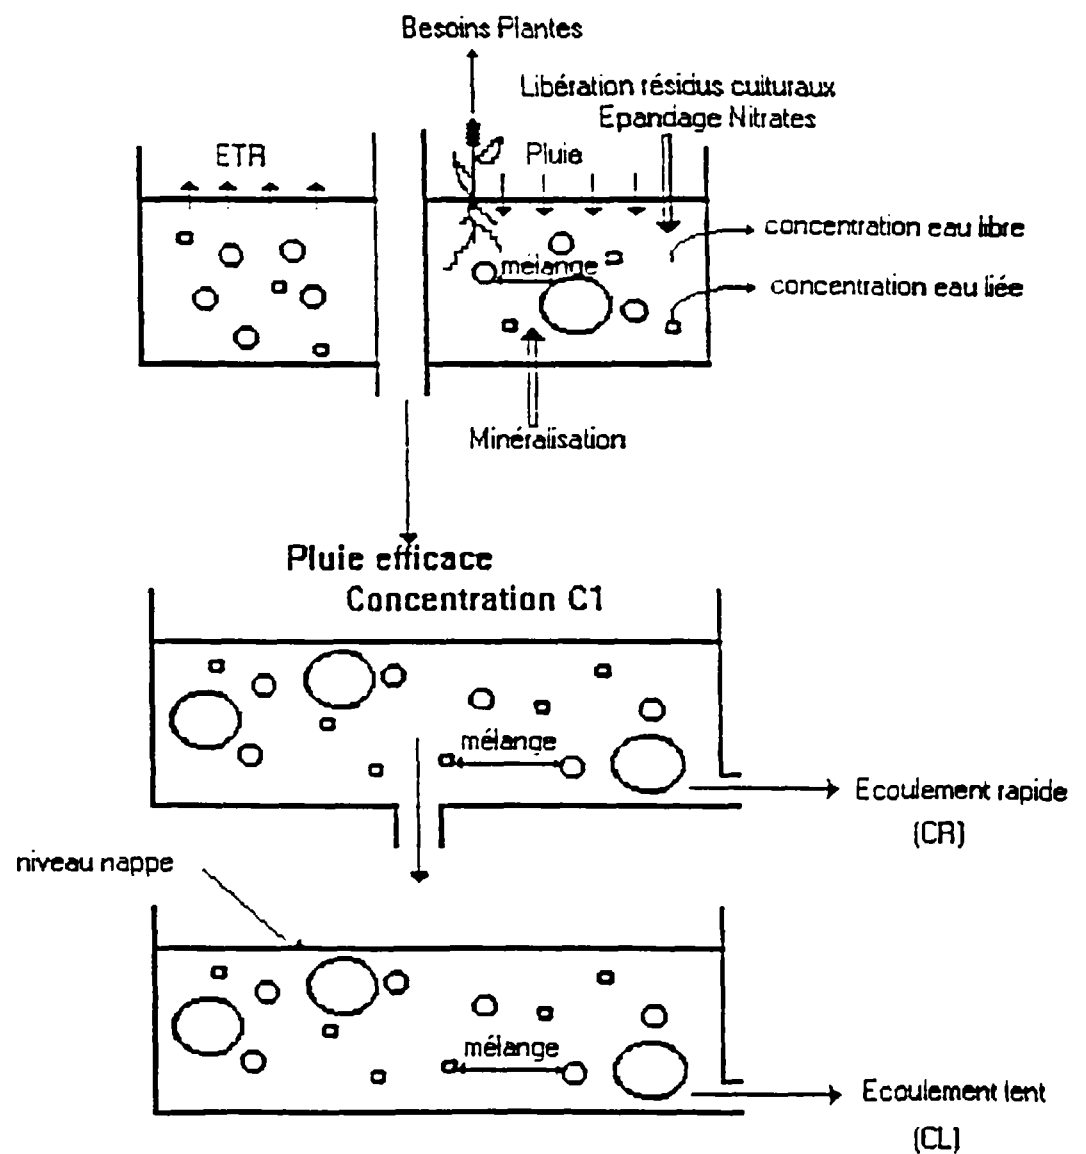 Besoins Plantes
Libération résidus culturaux
Epandage Nitrates
ETR
Pluie
concentration eau libre
mélange
concentration eau liée
Minéralisation
Pluie efficace
Concentration C1
mélange
Ecoulement rapide
(CR)
niveau nappe
mélange
Ecoulement lent
(CL)